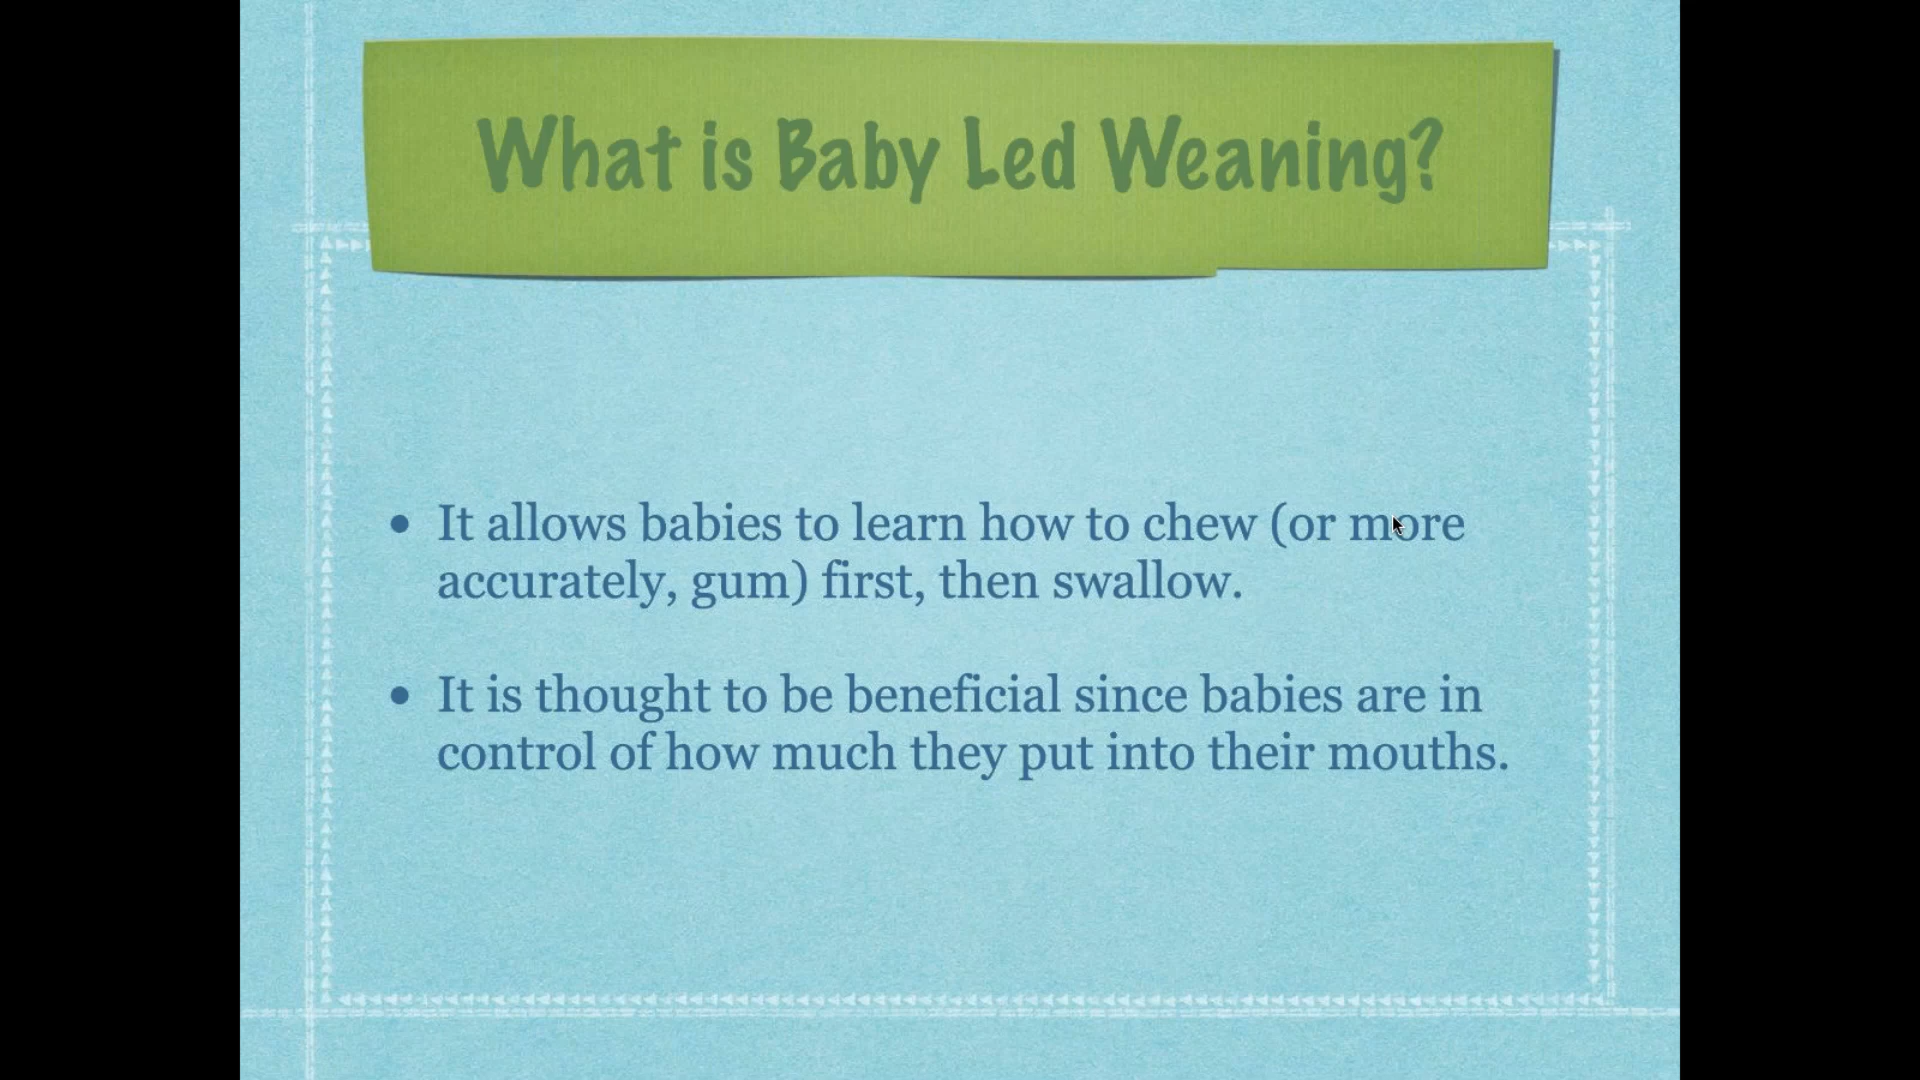 What is Baby Led Weaning?
• It allows babies to learn how to chew (or more
accurately, gum) first, then swallow.
• It is thought to be beneficial since babies are in
control of how much they put into their mouths.